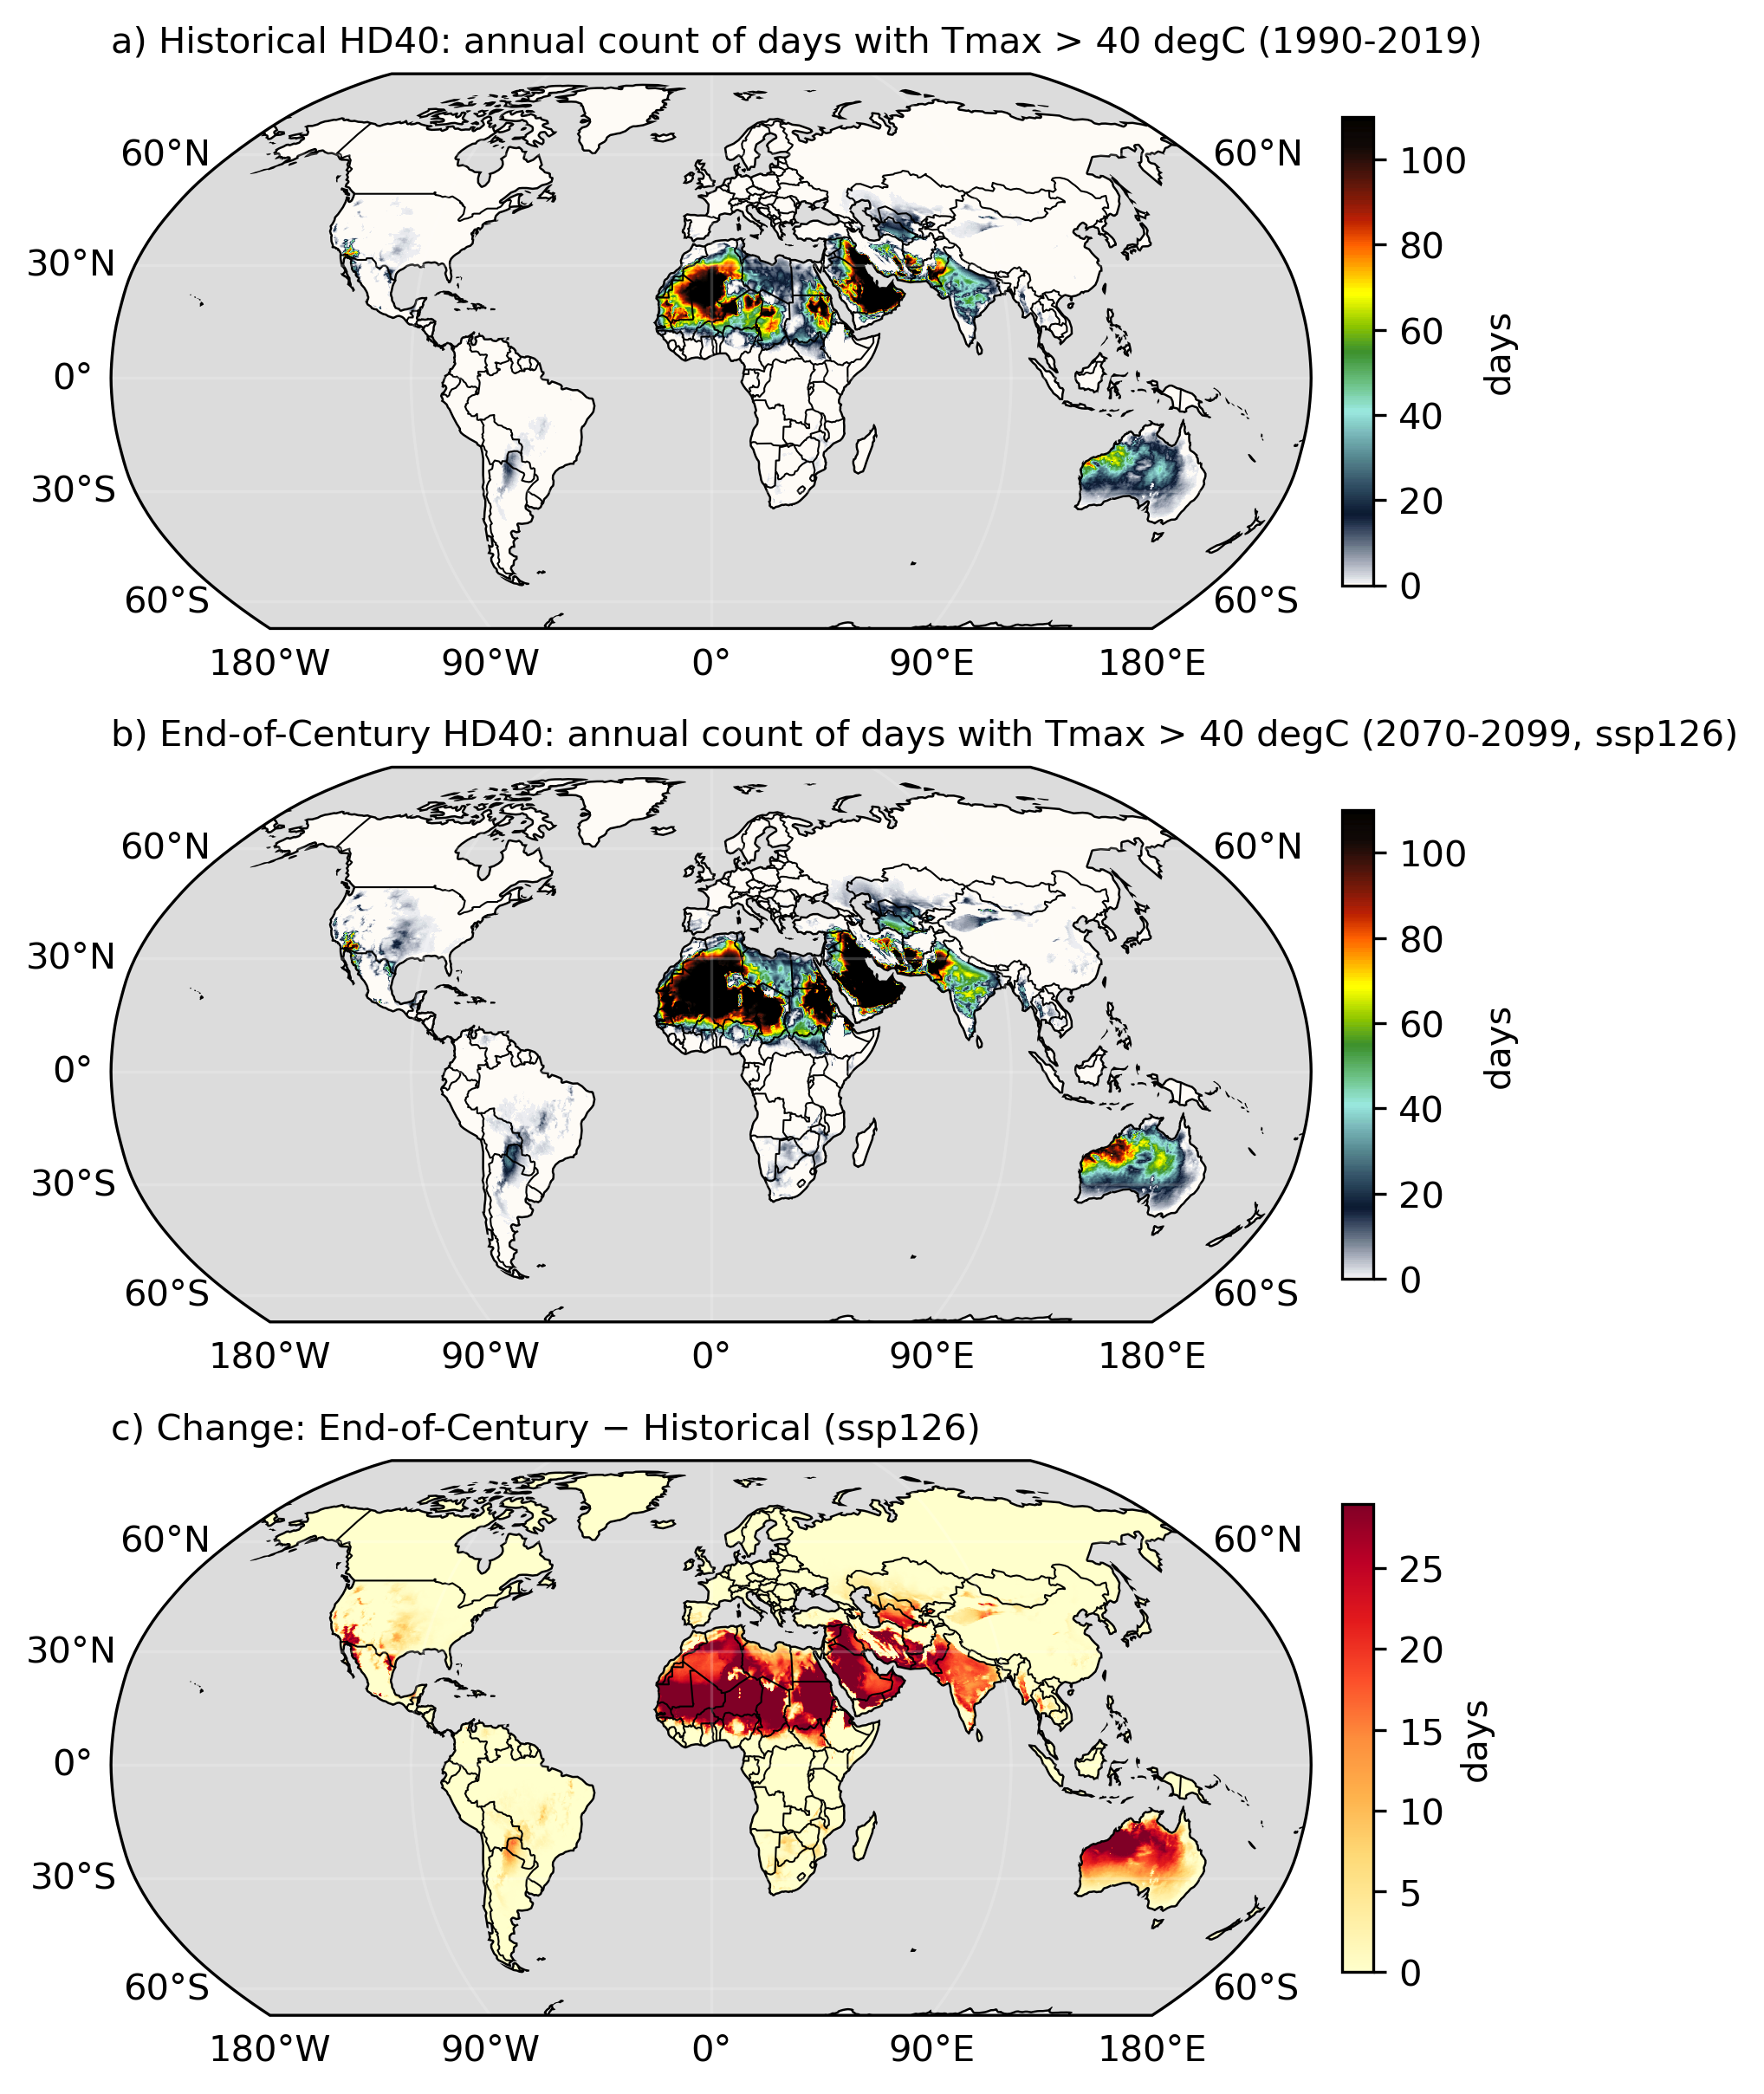 a) Historical HD40: annual count of days with Tmax > 40 degC (1990-2019)
60°N 60°N
30°N
0°
30°S
60°S 60°S
180°W 90°W 0° 90°E 180°E
100
80
60
40
20
0
days
b) End-of-Century HD40: annual count of days with Tmax > 40 degC (2070-2099, ssp126)
60°N 60°N
30°N
0°
30°S
60°S 60°S
180°W 90°W 0° 90°E 180°E
100
80
60
40
20
0
days
c) Change: End-of-Century − Historical (ssp126)
60°N 60°N
30°N
0°
30°S
60°S 60°S
180°W 90°W 0° 90°E 180°E
25
20
15
10
5
0
days